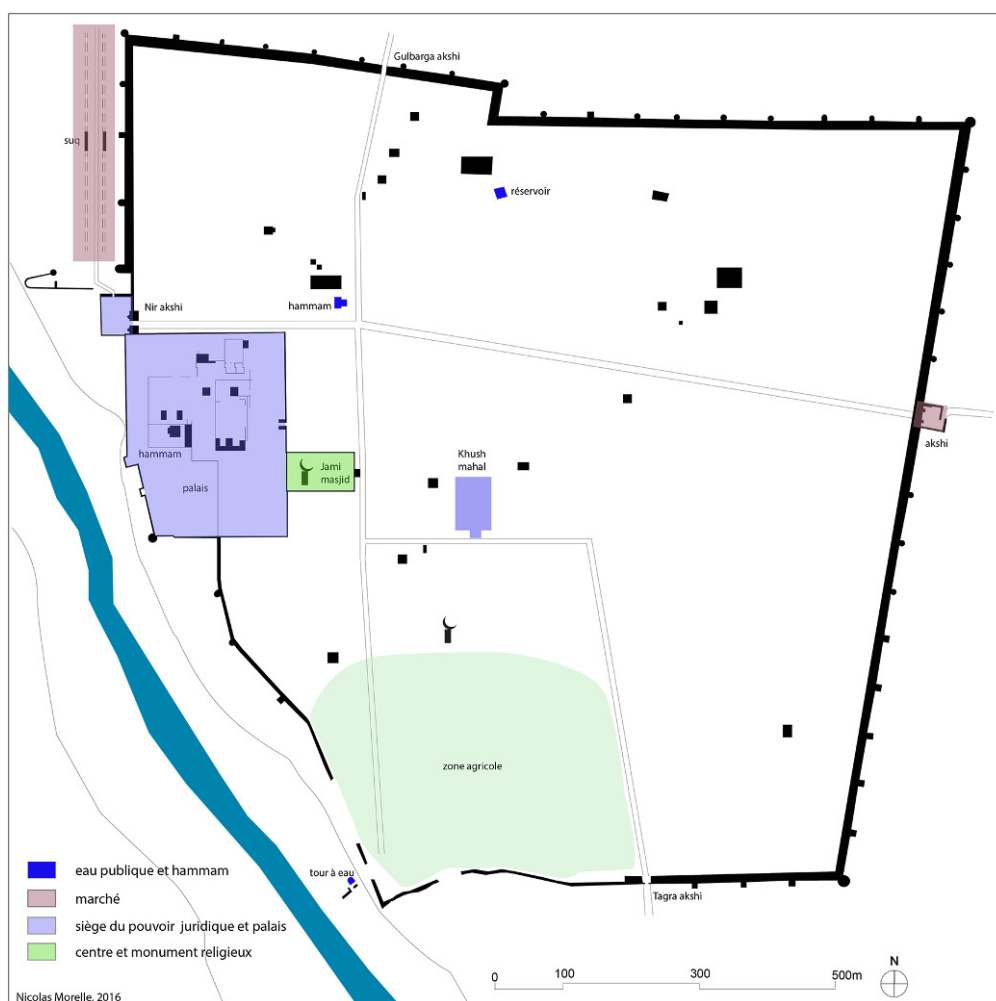 Gulbarga akshi
suq
réservoir
Nir akshi
hammam
akshi
hammam
Jami
masjid
Khush
mahal
palais
zone agricole
tour à eau
Tagra akshi
eau publique et hammam
marché
siège du pouvoir juridique et palais
centre et monument religieux
0 100 300 500m
N
Nicolas Morelle, 2016